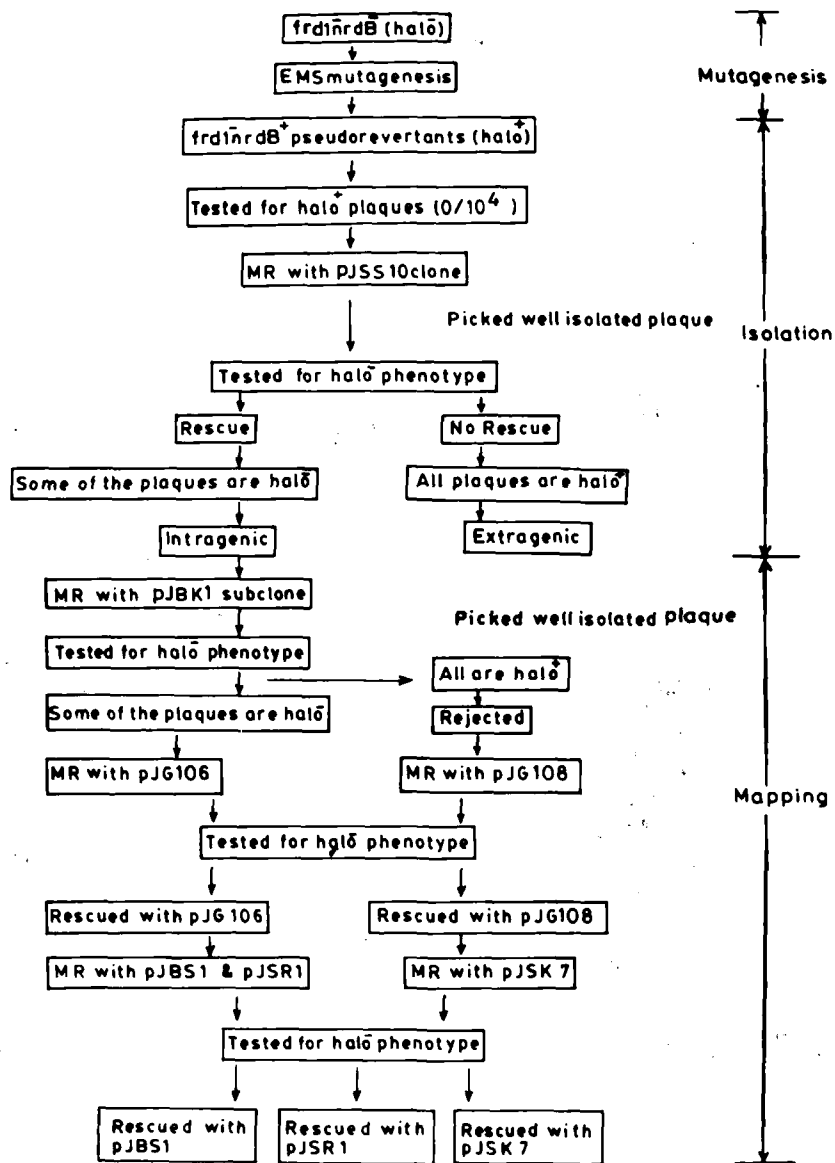 frd1⁻nrdB⁻ (halo⁻)
EMS mutagenesis
Mutagenesis
frd1⁻nrdB⁺ pseudorevertants (halo⁺)
Tested for halo⁺ plaques (0/10⁴)
MR with PJSS10 clone
Picked well isolated plaque
Isolation
Tested for halo⁻ phenotype
Rescue
No Rescue
Some of the plaques are halo⁻
All plaques are halo⁺
Intragenic
Extragenic
MR with pJBK1 subclone
Picked well isolated plaque
Tested for halo⁻ phenotype
All are halo⁺
Some of the plaques are halo⁻
Rejected
MR with pJG106
MR with pJG108
Mapping
Tested for halo⁻ phenotype
Rescued with pJG106
Rescued with pJG108
MR with pJBS1 & pJSR1
MR with pJSK7
Tested for halo⁻ phenotype
Rescued with
pJBS1
Rescued with
pJSR1
Rescued with
pJSK7